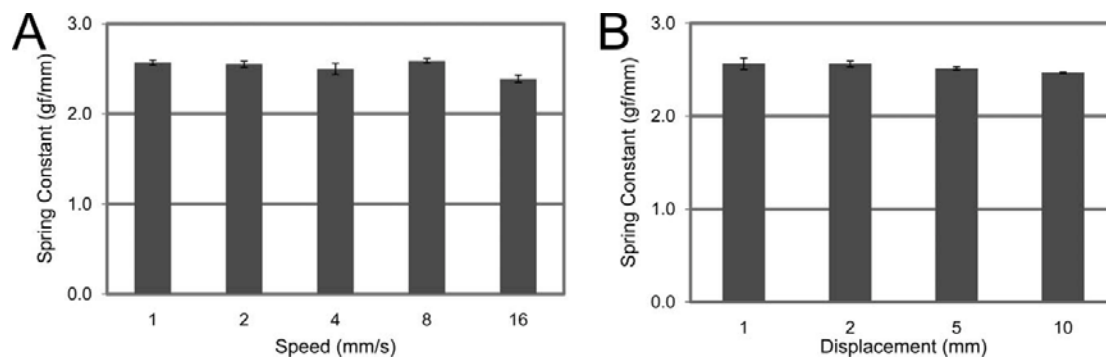 A
Spring Constant (gf/mm)
3.0
2.0
1.0
0.0
1 2 4 8 16
Speed (mm/s)
B
Spring Constant (gf/mm)
3.0
2.0
1.0
0.0
1 2 5 10
Displacement (mm)